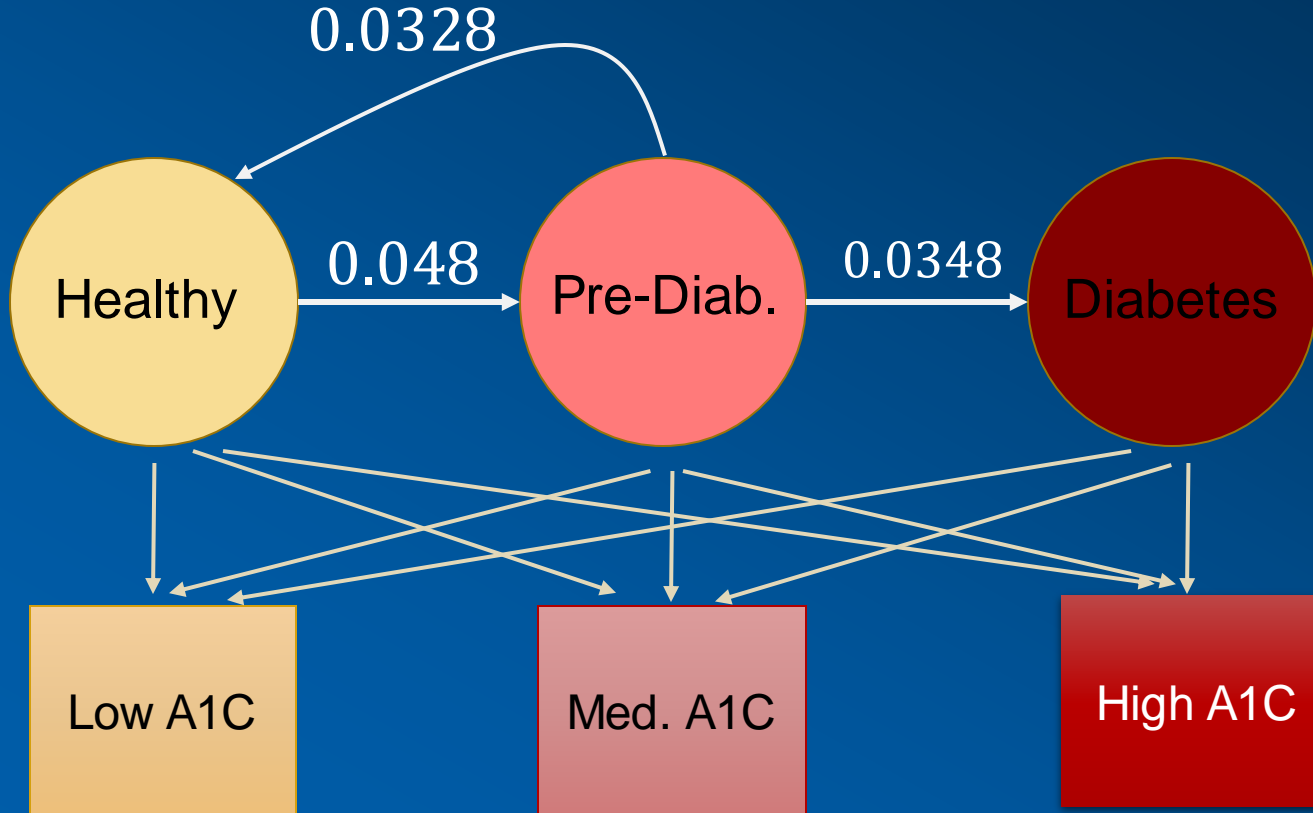 0.0328
0.048
0.0348
Healthy
Pre-Diab.
Diabetes
Low A1C
Med. A1C
High A1C